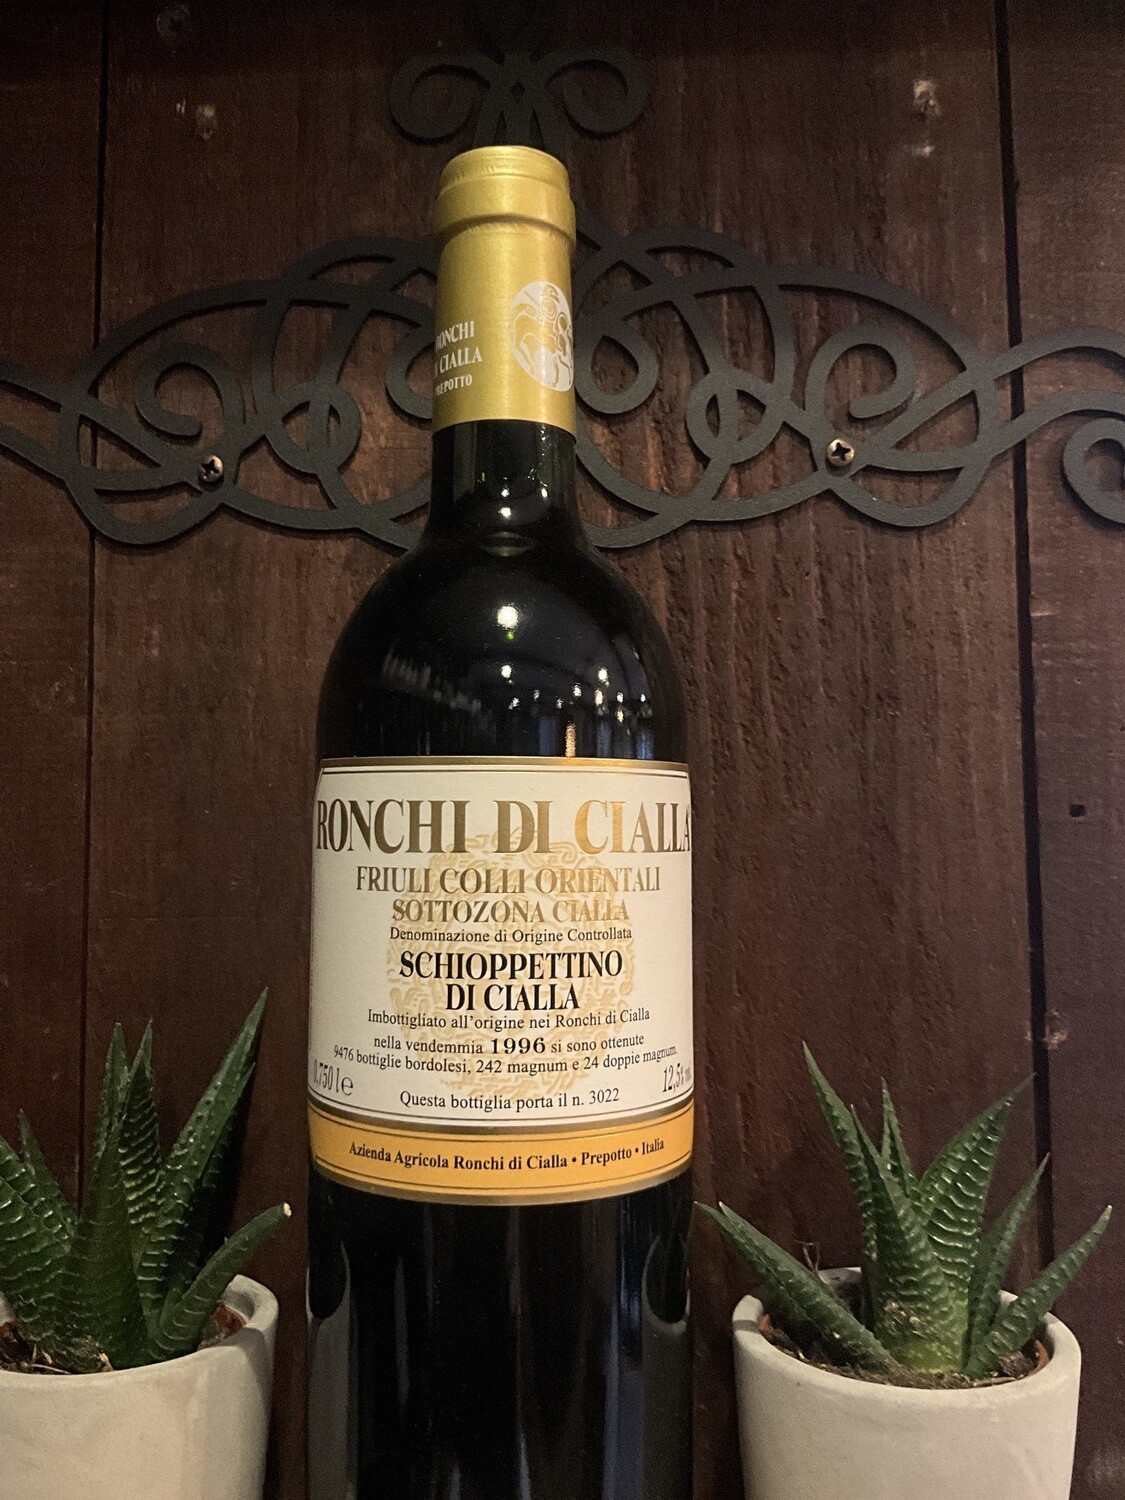 RONCHI
DI CIALLA
PREPOTTO
RONCHI DI CIALLA
FRIULI COLLI ORIENTALI
SOTTOZONA CIALLA
Denominazione di Origine Controllata
SCHIOPPETTINO
DI CIALLA
Imbottigliato all'origine nei Ronchi di Cialla
nella vendemmia 1996 si sono ottenute
9476 bottiglie bordolesi, 242 magnum e 24 doppie magnum.
0,750 l e 12,5%
Questa bottiglia porta il n. 3022
Azienda Agricola Ronchi di Cialla • Prepotto • Italia